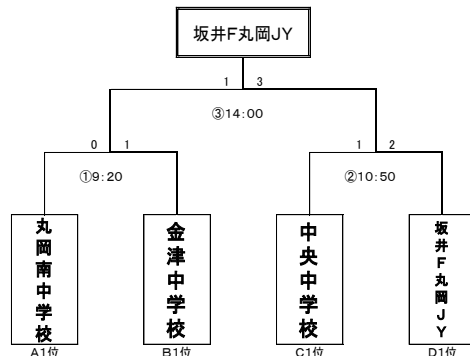 坂井F丸岡JY
1 3
③14:00
0 1
1 2
①9:20
②10:50
丸岡南中学校
金津中学校
中央中学校
坂井F丸岡JY
A1位
B1位
C1位
D1位